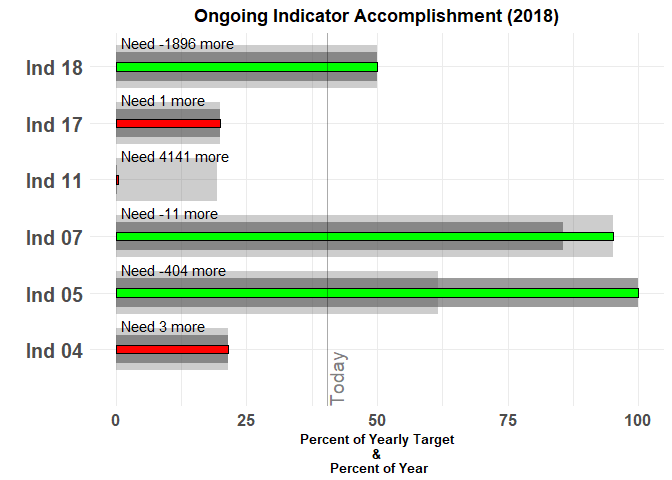 Ongoing Indicator Accomplishment (2018)
Need -1896 more
Ind 18
Need 1 more
Ind 17
Need 4141 more
Ind 11
Need -11 more
Ind 07
Need -404 more
Ind 05
Need 3 more
Ind 04
Today
0 25 50 75 100
Percent of Yearly Target
&
Percent of Year